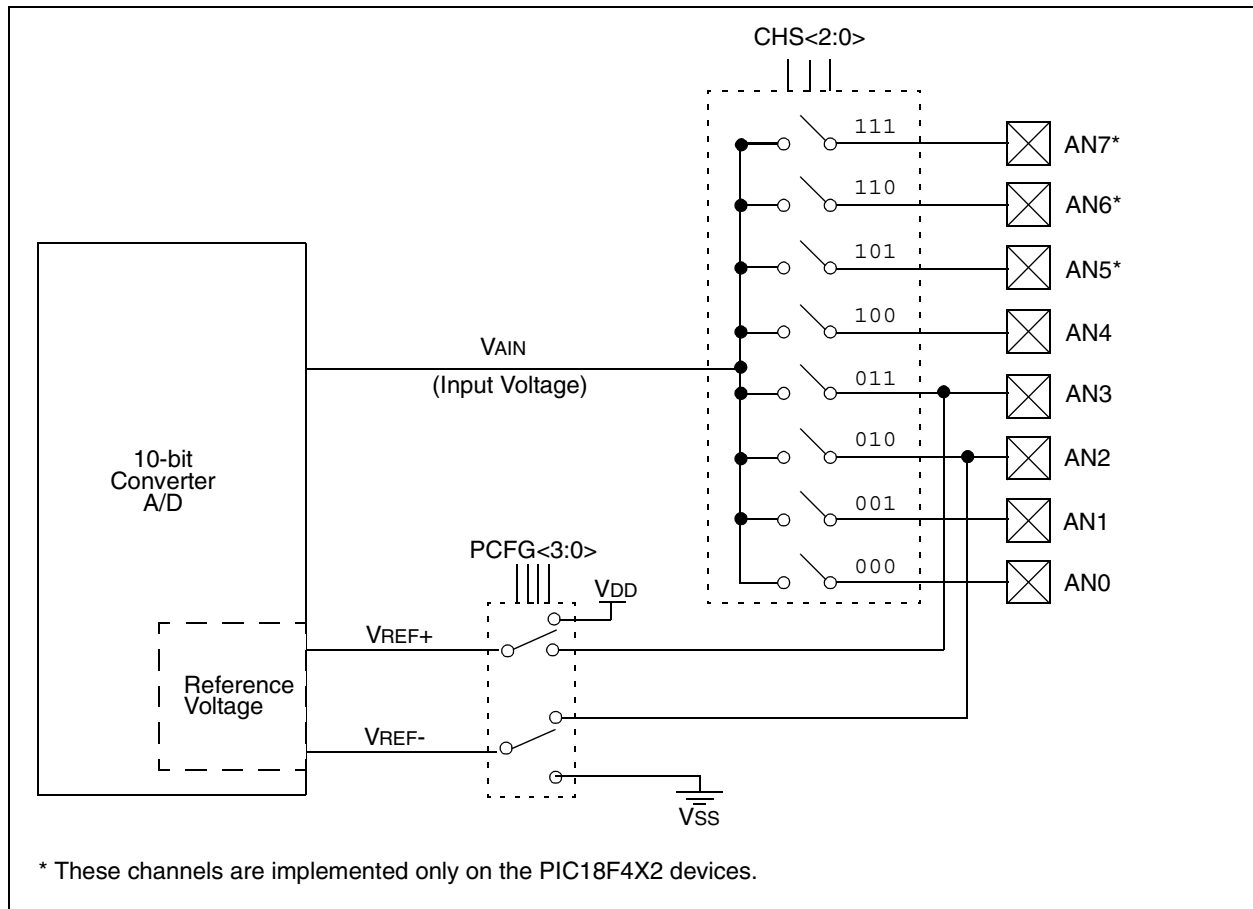 CHS<2:0>
111
AN7*
110
AN6*
101
AN5*
100
AN4
VAIN
(Input Voltage)
011
AN3
010
AN2
10-bit
Converter
A/D
001
AN1
PCFG<3:0>
000
AN0
VDD
VREF+
Reference
Voltage
VREF-
VSS
* These channels are implemented only on the PIC18F4X2 devices.